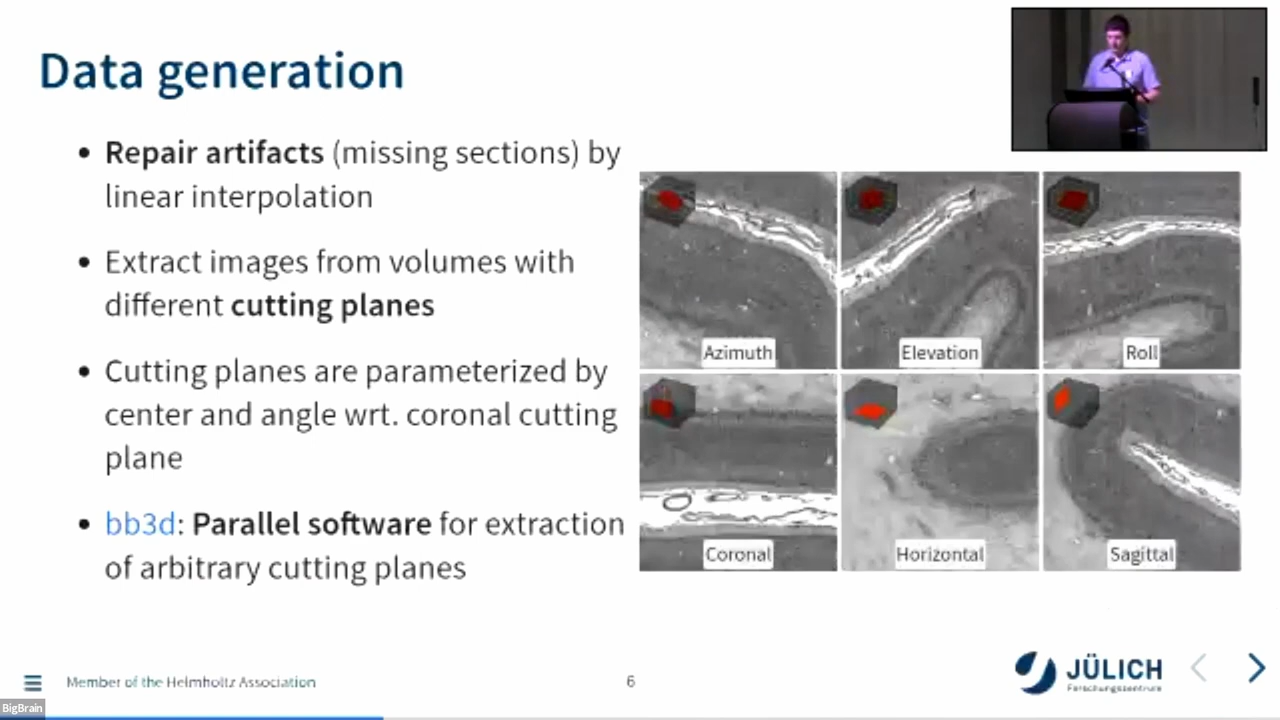 Data generation
• Repair artifacts (missing sections) by
linear interpolation
• Extract images from volumes with
different cutting planes
• Cutting planes are parameterized by
center and angle wrt. coronal cutting
plane
• bb3d: Parallel software for extraction
of arbitrary cutting planes
Azimuth
Elevation
Roll
Coronal
Horizontal
Sagittal
Member of the Helmholtz Association
6
JÜLICH
Forschungszentrum
BigBrain